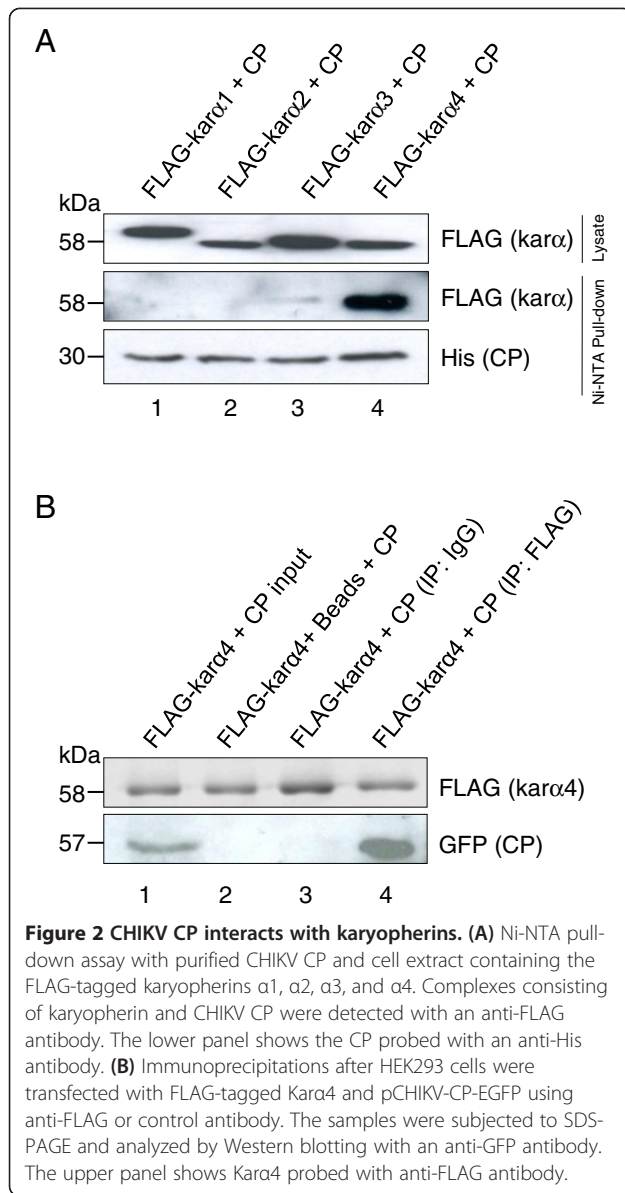 A
FLAG-karα1 + CP
FLAG-karα2 + CP
FLAG-karα3 + CP
FLAG-karα4 + CP
kDa
58
FLAG (karα)
Lysate
58
FLAG (karα)
30
His (CP)
Ni-NTA Pull-down
1 2 3 4
B
FLAG-karα4 + CP input
FLAG-karα4+ Beads + CP
FLAG-karα4 + CP (IP: IgG)
FLAG-karα4 + CP (IP: FLAG)
kDa
58
FLAG (karα4)
57
GFP (CP)
1 2 3 4
Figure 2 CHIKV CP interacts with karyopherins. (A) Ni-NTA pull-
down assay with purified CHIKV CP and cell extract containing the
FLAG-tagged karyopherins α1, α2, α3, and α4. Complexes consisting
of karyopherin and CHIKV CP were detected with an anti-FLAG
antibody. The lower panel shows the CP probed with an anti-His
antibody. (B) Immunoprecipitations after HEK293 cells were
transfected with FLAG-tagged Karα4 and pCHIKV-CP-EGFP using
anti-FLAG or control antibody. The samples were subjected to SDS-
PAGE and analyzed by Western blotting with an anti-GFP antibody.
The upper panel shows Karα4 probed with anti-FLAG antibody.